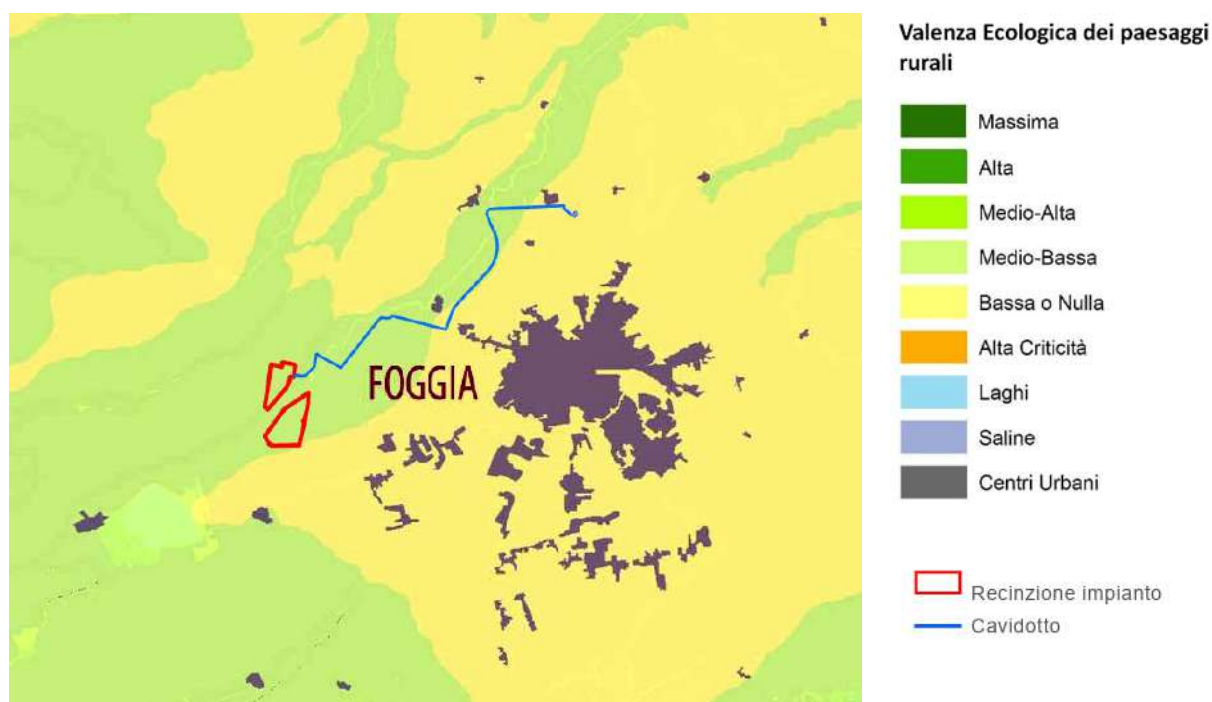 FOGGIA
Valenza Ecologica dei paesaggi
rurali
Massima
Alta
Medio-Alta
Medio-Bassa
Bassa o Nulla
Alta Criticità
Laghi
Saline
Centri Urbani
Recinzione impianto
Cavidotto